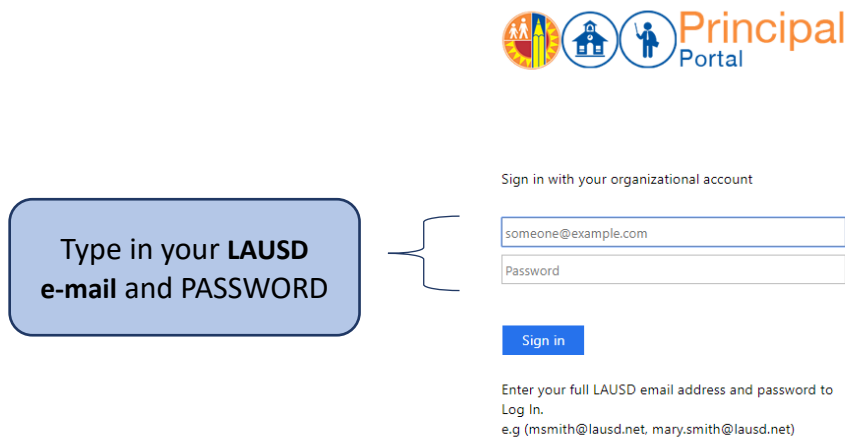 Principal
Portal
Sign in with your organizational account
Type in your LAUSD
e-mail and PASSWORD
someone@example.com
Password
Sign in
Enter your full LAUSD email address and password to
Log In.
e.g (msmith@lausd.net, mary.smith@lausd.net)